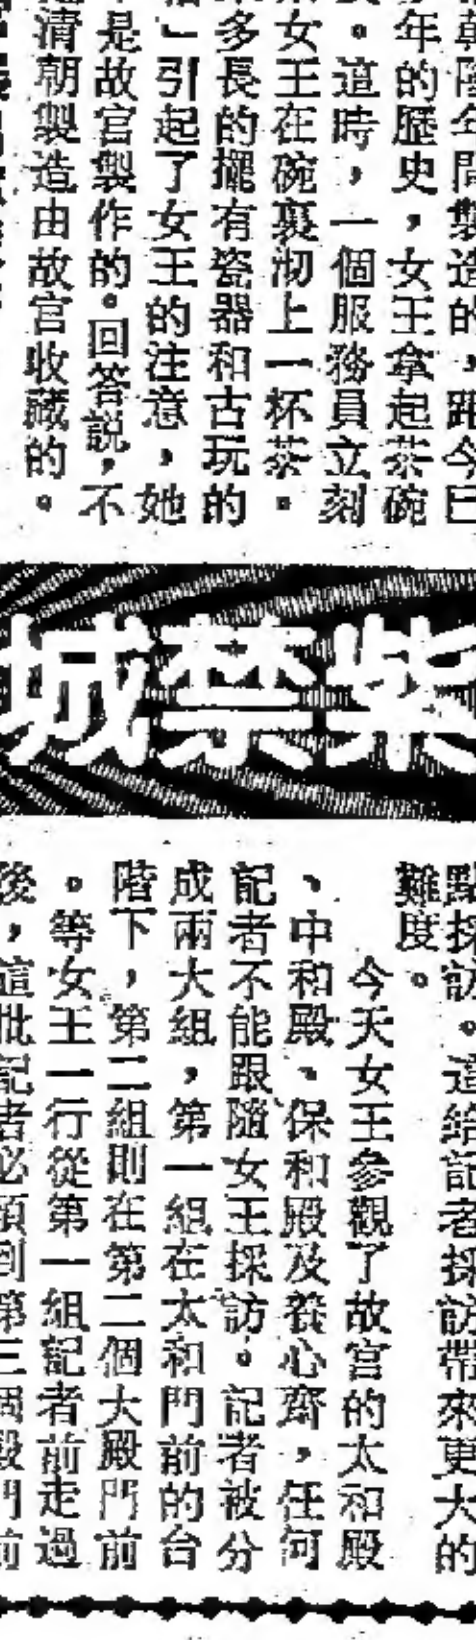 乾隆年間製造的，距今已
年的歷史，女王拿起茶碗
。這時，一個服務員立刻
女王在碗裏沏上一杯茶。
多長的擺有瓷器和古玩的
」引起了女王的注意，她
是故宮製作的。回答説，不
清朝製造由故宮收藏的。
紫禁城
點採訪。這給記者採訪帶來更大的
難度。
今天女王參觀了故宮的太和殿
、中和殿、保和殿及養心齋，任何
記者不能跟隨女王採訪。記者被分
成兩大組，第一組在太和門前的台
階下，第二組則在第二個大殿門前
。等女王一行從第一組記者前走過
後，這批記者必須到第三個殿門前